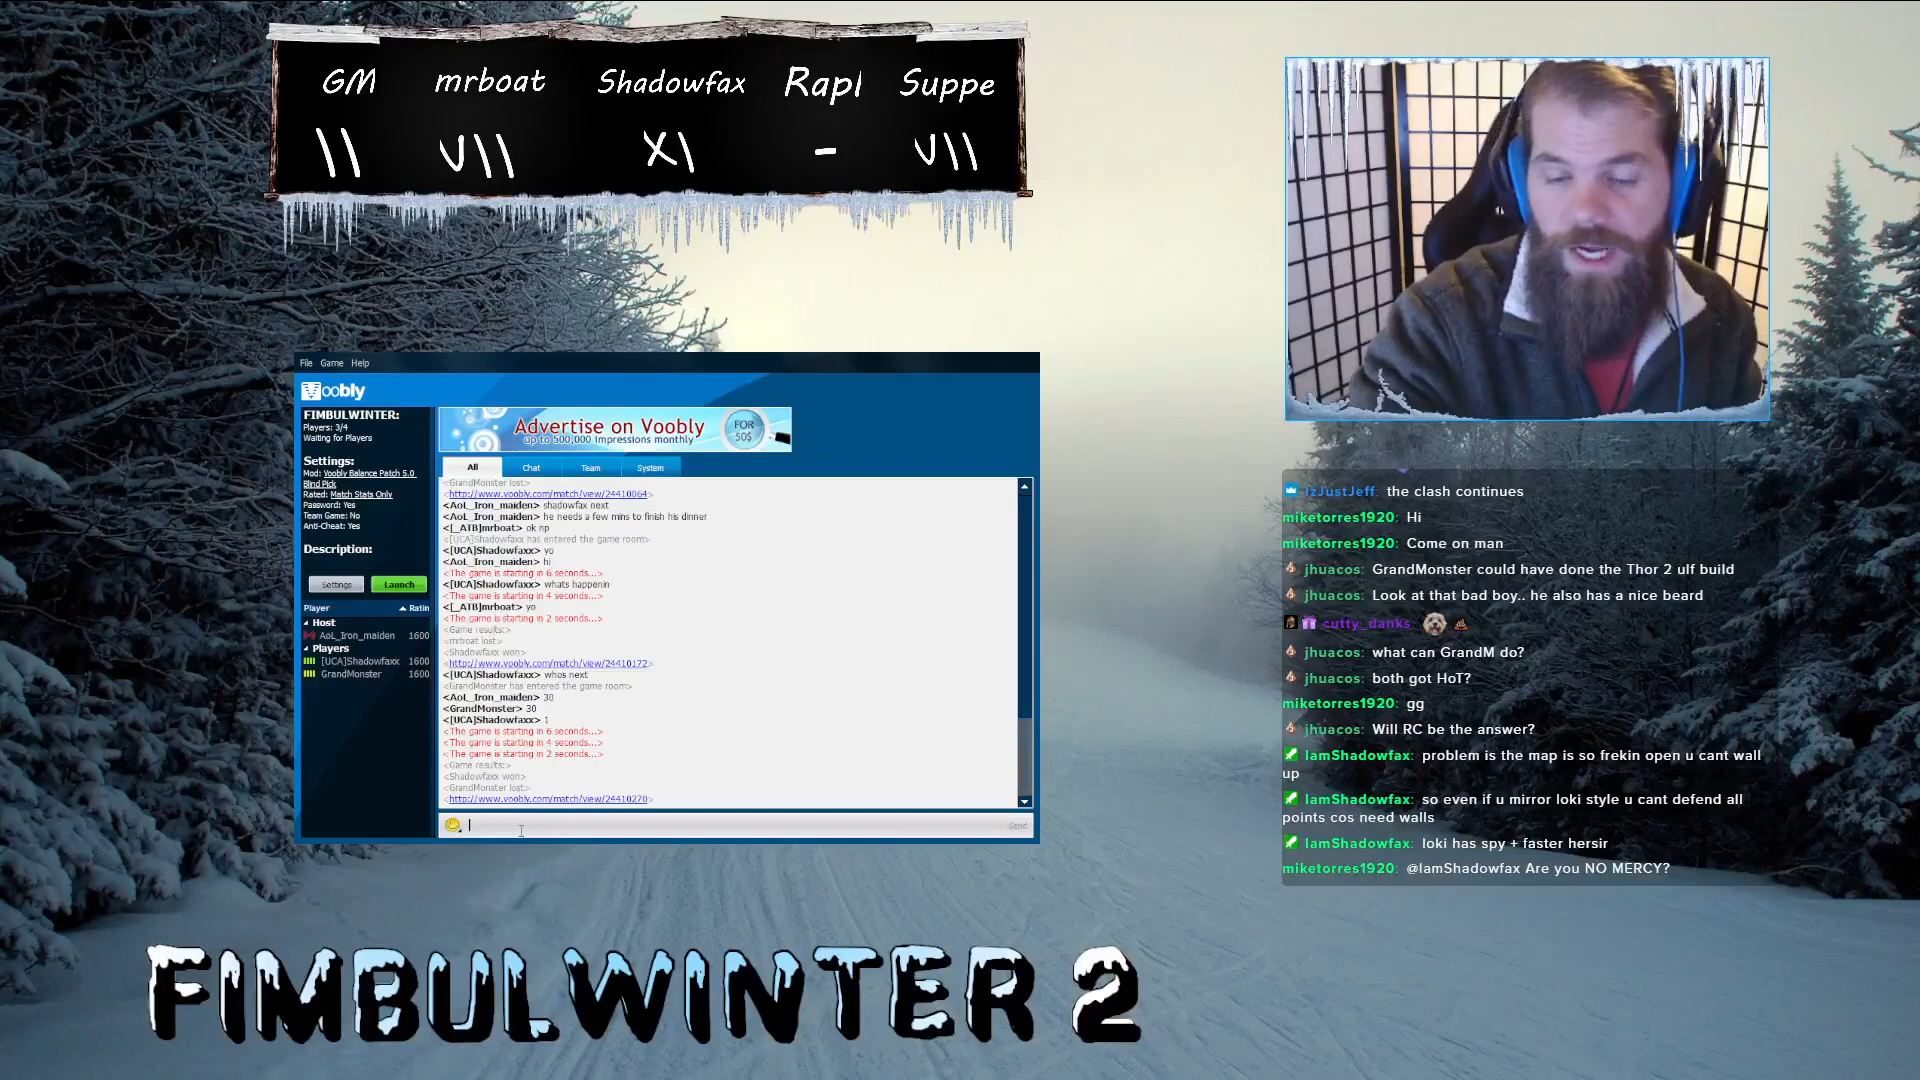 GM mrboat Shadowfax Rapl Suppe
\\ V\\ X\ - V\\
File Game Help
Voobly
FIMBULWINTER:
Players: 3/4
Waiting for Players
Settings:
Mod: Voobly Balance Patch 5.0
Blind Pick
Rated: Match Stats Only
Password: Yes
Team Game: No
Anti-Cheat: Yes
Description:
Settings Launch
Player Ratin
Host
AoL_Iron_maiden 1600
Players
[UCA]Shadowfaxx 1600
GrandMonster 1600
Advertise on Voobly
up to 500,000 impressions monthly
FOR
50$
All Chat Team System
<GrandMonster lost>
<http://www.voobly.com/match/view/24410064>
<AoL_Iron_maiden> shadowfax next
<AoL_Iron_maiden> he needs a few mins to finish his dinner
<[_ATB]mrboat> ok np
<[UCA]Shadowfaxx has entered the game room>
<[UCA]Shadowfaxx> yo
<AoL_Iron_maiden> hi
<The game is starting in 6 seconds...>
<[UCA]Shadowfaxx> whats happenin
<The game is starting in 4 seconds...>
<[_ATB]mrboat> yo
<The game is starting in 2 seconds...>
<Game results:>
<mrboat lost>
<Shadowfaxx won>
<http://www.voobly.com/match/view/24410172>
<[UCA]Shadowfaxx> whos next
<GrandMonster has entered the game room>
<AoL_Iron_maiden> 30
<GrandMonster> 30
<[UCA]Shadowfaxx> 1
<The game is starting in 6 seconds...>
<The game is starting in 4 seconds...>
<The game is starting in 2 seconds...>
<Game results:>
<Shadowfaxx won>
<GrandMonster lost>
<http://www.voobly.com/match/view/24410270>
Send
IzJustJeff: the clash continues
miketorres1920: Hi
miketorres1920: Come on man
jhuacos: GrandMonster could have done the Thor 2 ulf build
jhuacos: Look at that bad boy.. he also has a nice beard
cutty_danks:
jhuacos: what can GrandM do?
jhuacos: both got HoT?
miketorres1920: gg
jhuacos: Will RC be the answer?
IamShadowfax: problem is the map is so frekin open u cant wall
up
IamShadowfax: so even if u mirror loki style u cant defend all
points cos need walls
IamShadowfax: loki has spy + faster hersir
miketorres1920: @IamShadowfax Are you NO MERCY?
FIMBULWINTER 2